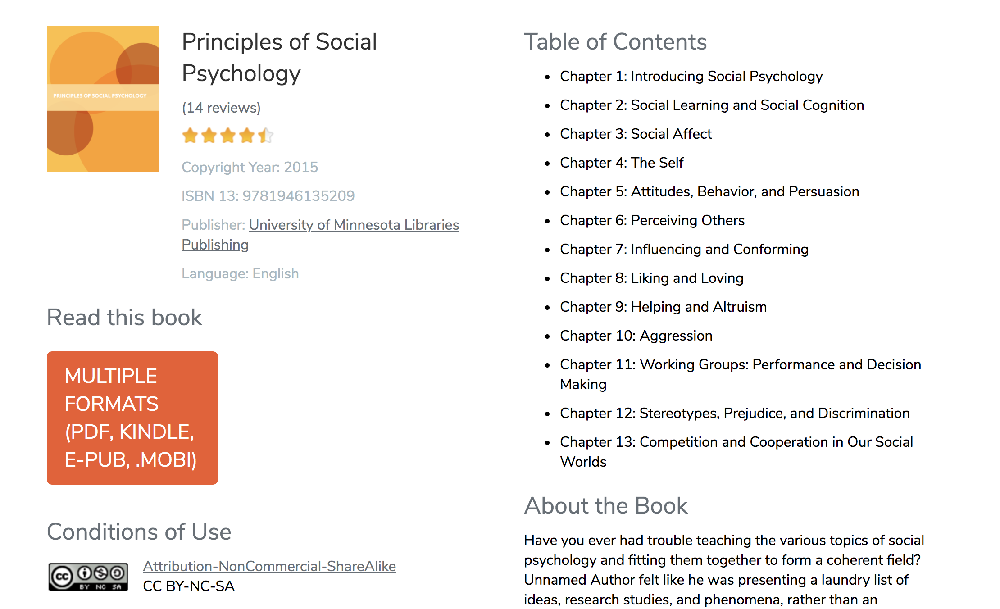 PRINCIPLES OF SOCIAL PSYCHOLOGY
Principles of Social
Psychology
(14 reviews)
Copyright Year: 2015
ISBN 13: 9781946135209
Publisher: University of Minnesota Libraries
Publishing
Language: English
Read this book
MULTIPLE
FORMATS
(PDF, KINDLE,
E-PUB, .MOBI)
Conditions of Use
cc
BY NC SA
Attribution-NonCommercial-ShareAlike
CC BY-NC-SA
Table of Contents
• Chapter 1: Introducing Social Psychology
• Chapter 2: Social Learning and Social Cognition
• Chapter 3: Social Affect
• Chapter 4: The Self
• Chapter 5: Attitudes, Behavior, and Persuasion
• Chapter 6: Perceiving Others
• Chapter 7: Influencing and Conforming
• Chapter 8: Liking and Loving
• Chapter 9: Helping and Altruism
• Chapter 10: Aggression
• Chapter 11: Working Groups: Performance and Decision
Making
• Chapter 12: Stereotypes, Prejudice, and Discrimination
• Chapter 13: Competition and Cooperation in Our Social
Worlds
About the Book
Have you ever had trouble teaching the various topics of social
psychology and fitting them together to form a coherent field?
Unnamed Author felt like he was presenting a laundry list of
ideas, research studies, and phenomena, rather than an